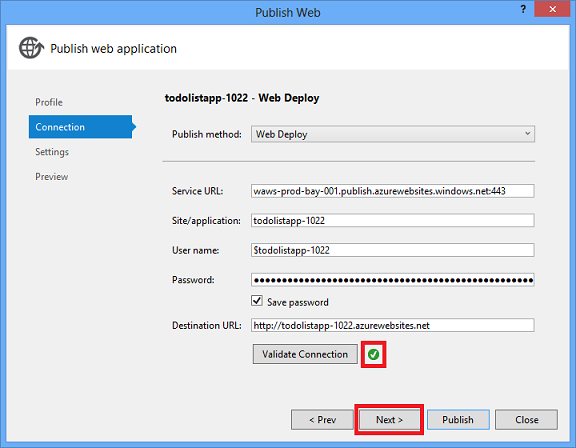 Publish Web
? ×
Publish web application
Profile
Connection
Settings
Preview
todolistapp-1022 - Web Deploy
Publish method: Web Deploy
Service URL: waws-prod-bay-001.publish.azurewebsites.windows.net:443
Site/application: todolistapp-1022
User name: $todolistapp-1022
Password: ●●●●●●●●●●●●●●●●●●●●●●●●●●●●●●●●●●●●●●●●●●●●
Save password
Destination URL: http://todolistapp-1022.azurewebsites.net
Validate Connection
< Prev Next > Publish Close